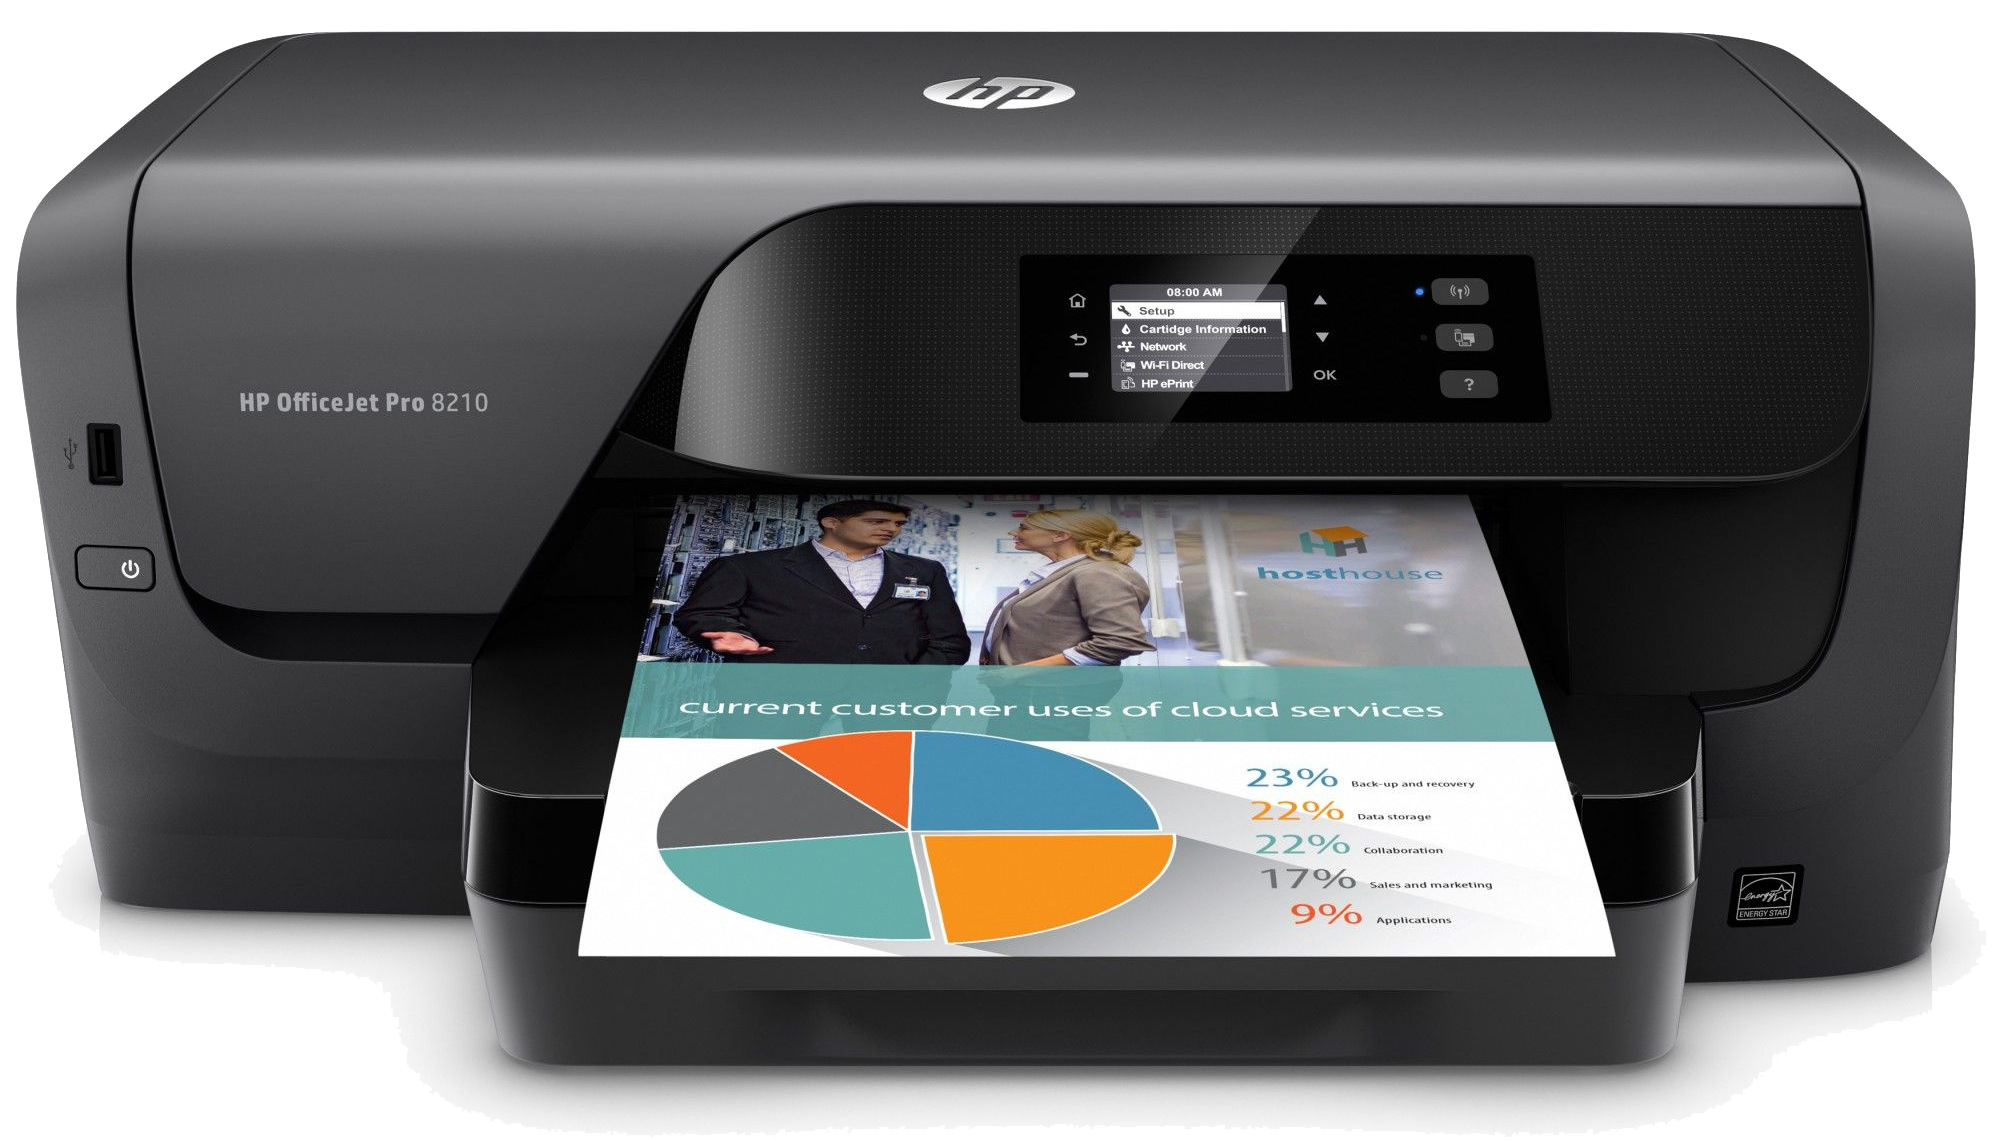 hp
08:00 AM
Setup
Cartidge Information
Network
Wi-Fi Direct
HP ePrint
OK
?
HP OfficeJet Pro 8210
HH
hosthouse
current customer uses of cloud services
23% Back-up and recovery
22% Data storage
22% Collaboration
17% Sales and marketing
9% Applications
energy
ENERGY STAR